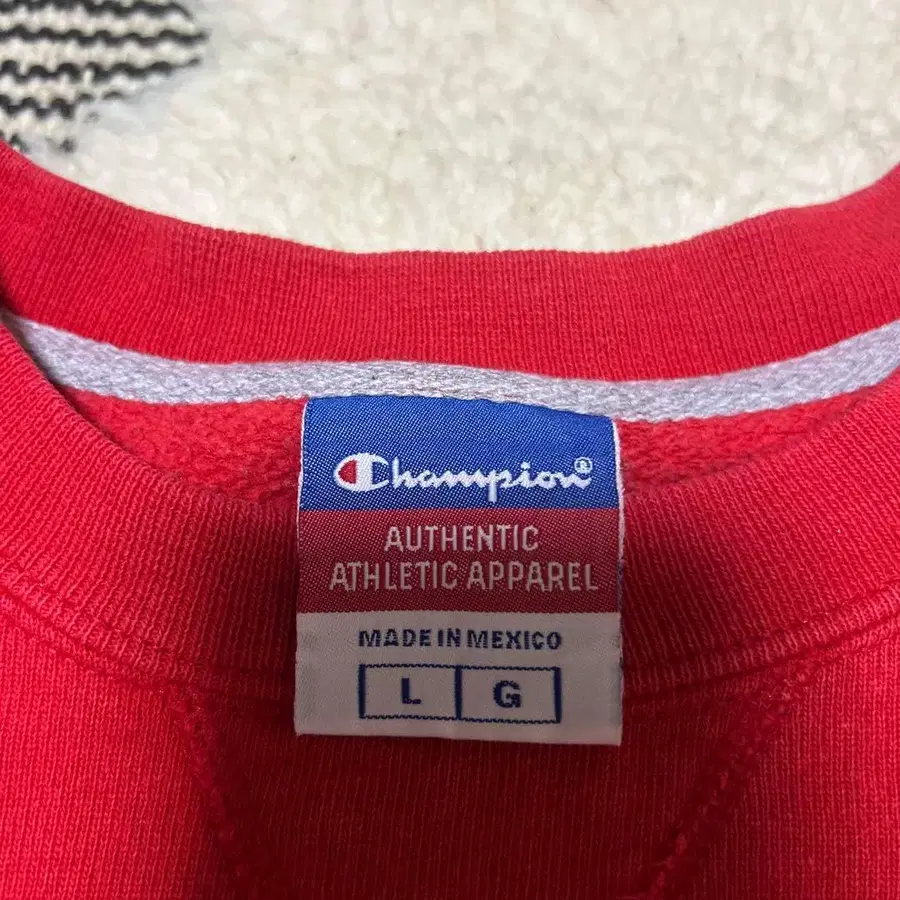 Champion®
AUTHENTIC
ATHLETIC APPAREL
MADE IN MEXICO
L G